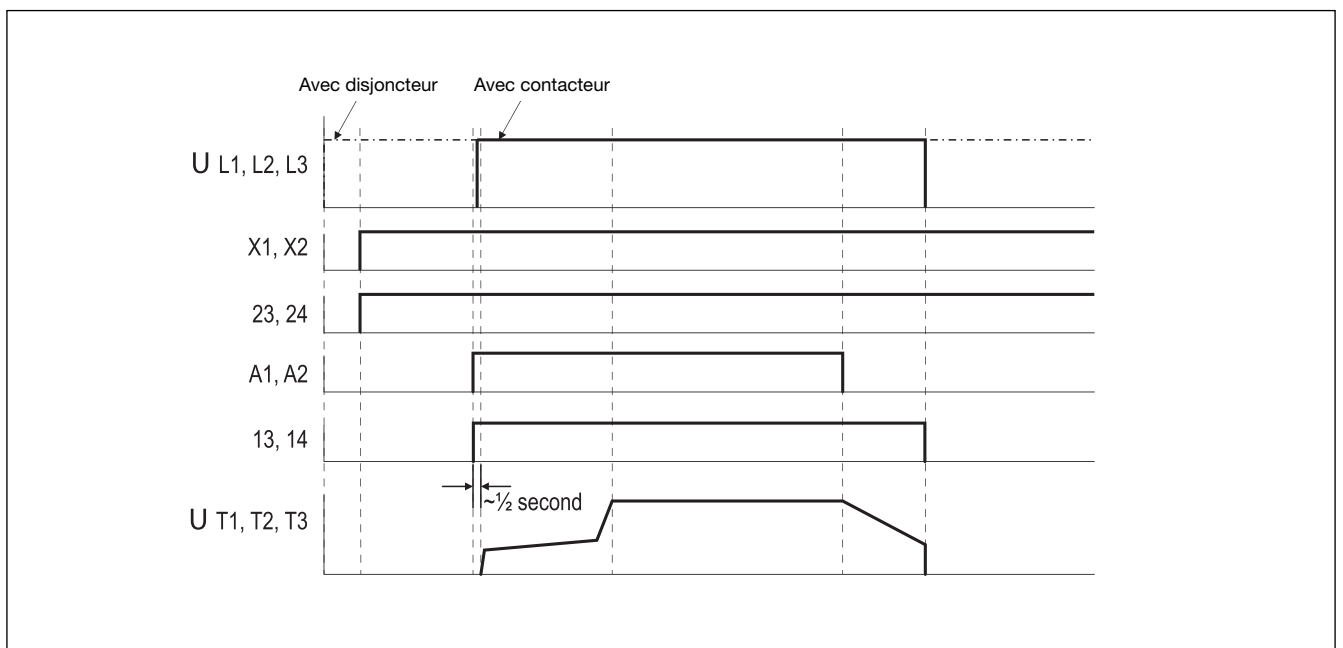 Avec disjoncteur Avec contacteur
U L1, L2, L3
X1, X2
23, 24
A1, A2
13, 14
~½ second
U T1, T2, T3